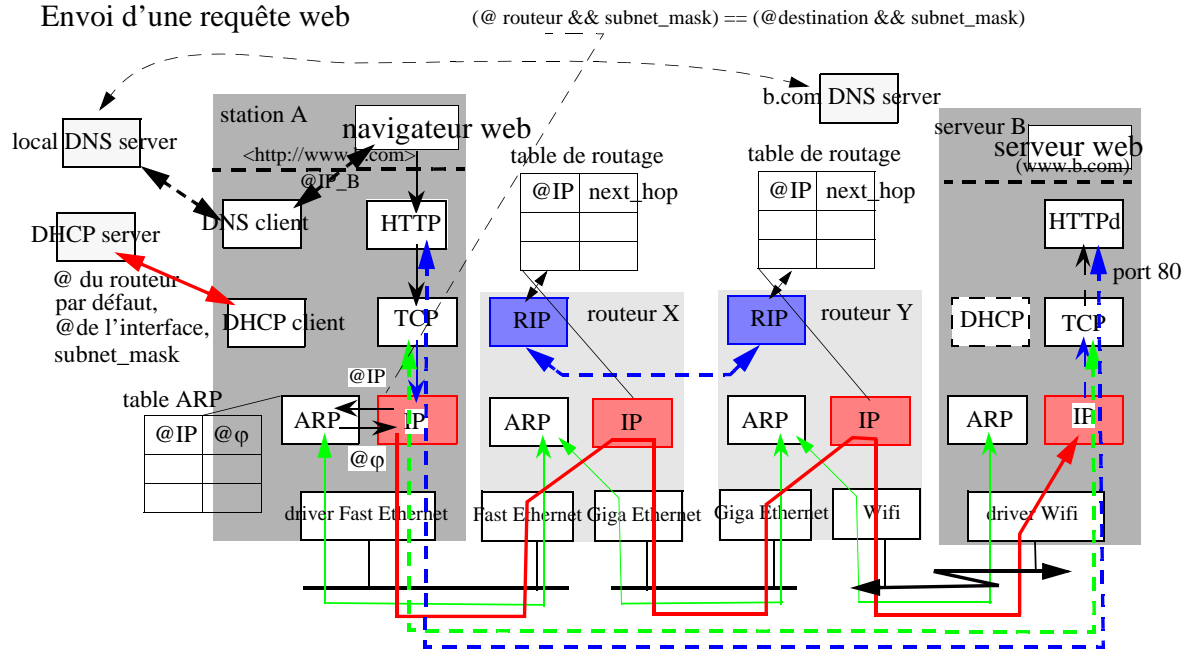 Envoi d'une requête web
(@ routeur && subnet_mask) == (@destination && subnet_mask)
station A
navigateur web
b.com DNS server
serveur B
serveur web
(www.b.com)
local DNS server
<http://www.b.com>
@IP_B
table de routage
@IP next_hop
table de routage
@IP next_hop
DNS client
HTTP
HTTPd
DHCP server
port 80
@ du routeur
par défaut,
@de l'interface,
subnet_mask
DHCP client
TCP
RIP
routeur X
RIP
routeur Y
DHCP
TCP
@IP
table ARP
@IP @φ
ARP
IP
@φ
ARP
IP
ARP
IP
ARP
IP
driver Fast Ethernet
Fast Ethernet
Giga Ethernet
Giga Ethernet
Wifi
driver Wifi